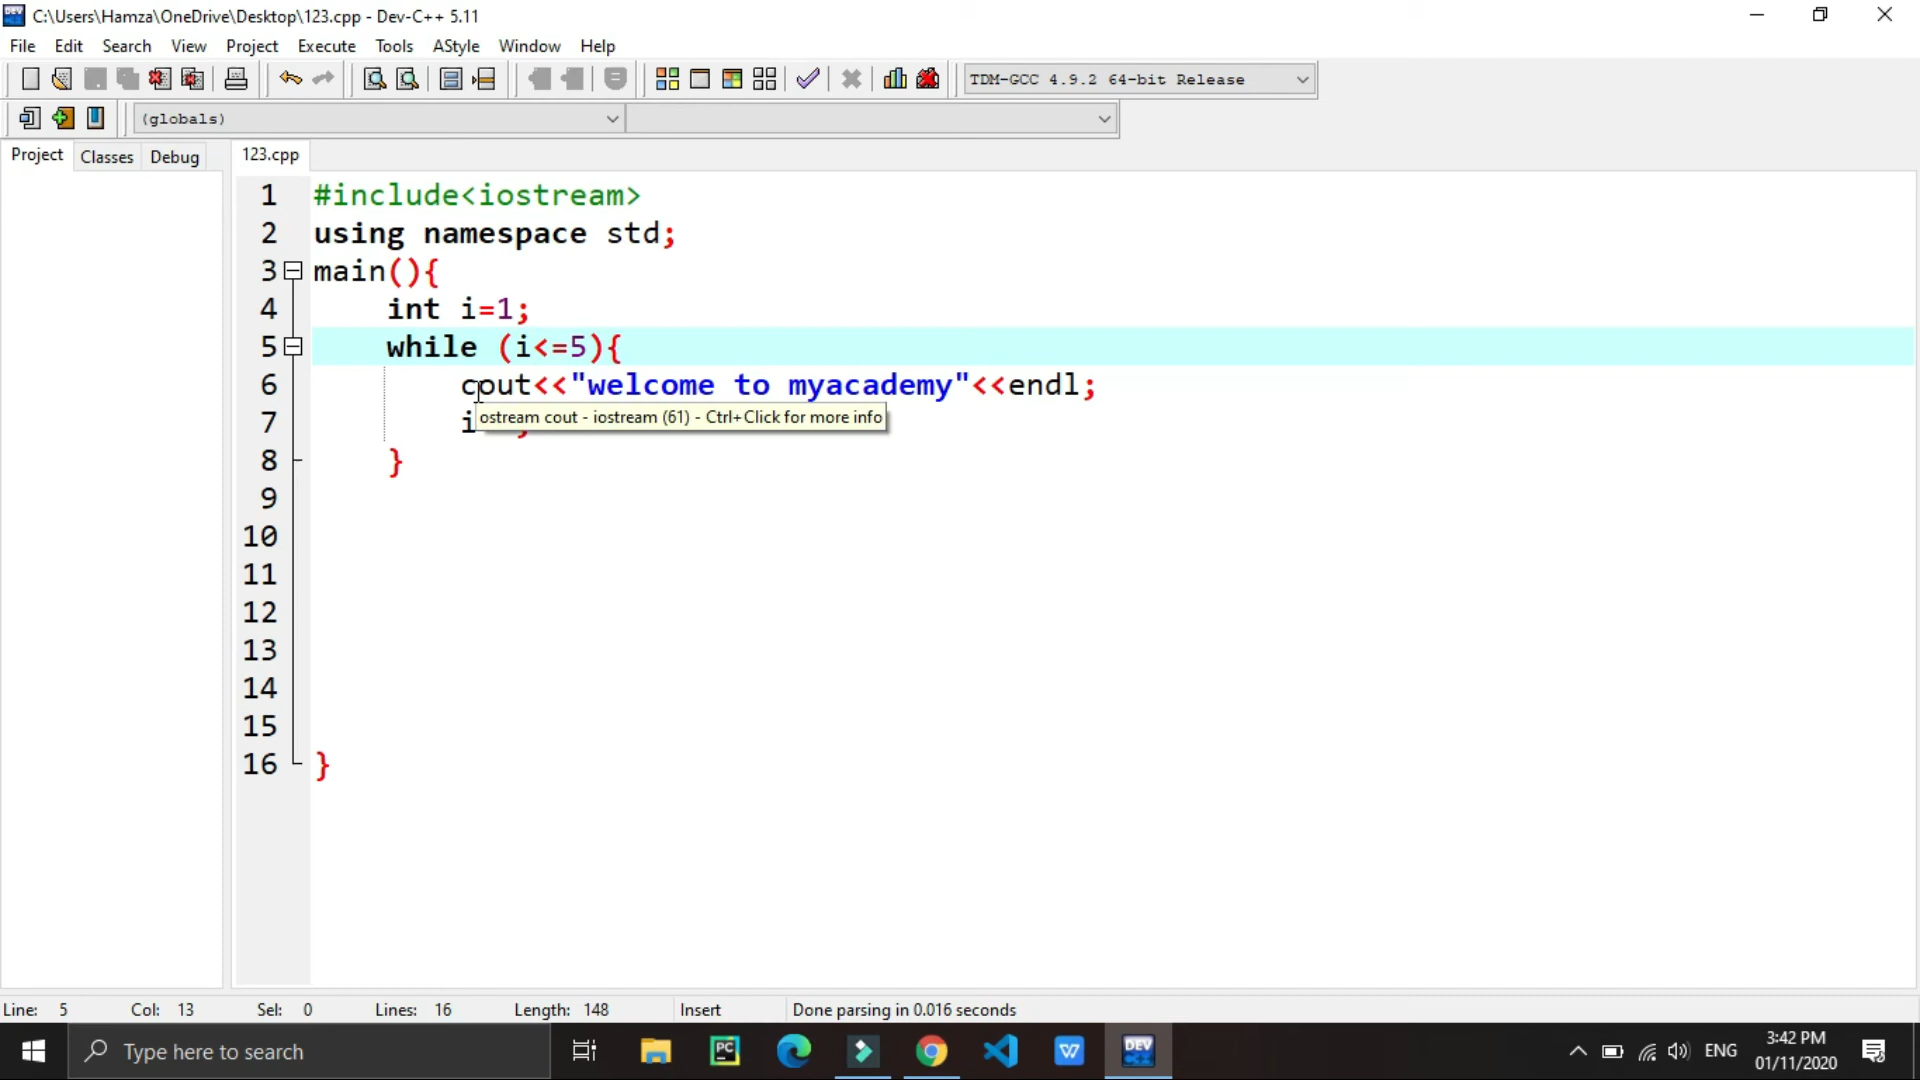 C:\Users\Hamza\OneDrive\Desktop\123.cpp - Dev-C++ 5.11
File Edit Search View Project Execute Tools AStyle Window Help
TDM-GCC 4.9.2 64-bit Release
(globals)
Project Classes Debug 123.cpp
1 #include<iostream>
2 using namespace std;
3 main(){
4 int i=1;
5 while (i<=5){
6 cout<<"welcome to myacademy"<<endl;
ostream cout - iostream (61) - Ctrl+Click for more info
7 i ;
8 }
9
10
11
12
13
14
15
16 }
Line: 5 Col: 13 Sel: 0 Lines: 16 Length: 148 Insert Done parsing in 0.016 seconds
Type here to search PC W DEV ENG 3:42 PM
01/11/2020